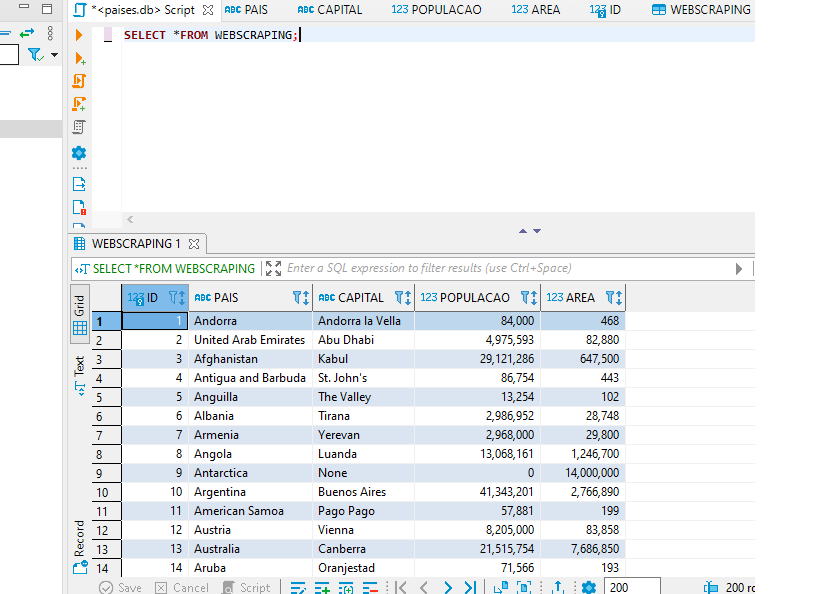 *<paises.db> Script ABC PAIS ABC CAPITAL 123 POPULACAO 123 AREA 123 ID WEBSCRAPING
SELECT *FROM WEBSCRAPING;
WEBSCRAPING 1
SELECT *FROM WEBSCRAPING Enter a SQL expression to filter results (use Ctrl+Space)
Grid
Text
Record
123 ID ABC PAIS ABC CAPITAL 123 POPULACAO 123 AREA
1 1 Andorra Andorra la Vella 84,000 468
2 2 United Arab Emirates Abu Dhabi 4,975,593 82,880
3 3 Afghanistan Kabul 29,121,286 647,500
4 4 Antigua and Barbuda St. John's 86,754 443
5 5 Anguilla The Valley 13,254 102
6 6 Albania Tirana 2,986,952 28,748
7 7 Armenia Yerevan 2,968,000 29,800
8 8 Angola Luanda 13,068,161 1,246,700
9 9 Antarctica None 0 14,000,000
10 10 Argentina Buenos Aires 41,343,201 2,766,890
11 11 American Samoa Pago Pago 57,881 199
12 12 Austria Vienna 8,205,000 83,858
13 13 Australia Canberra 21,515,754 7,686,850
14 14 Aruba Oranjestad 71,566 193
Save Cancel Script 200 200